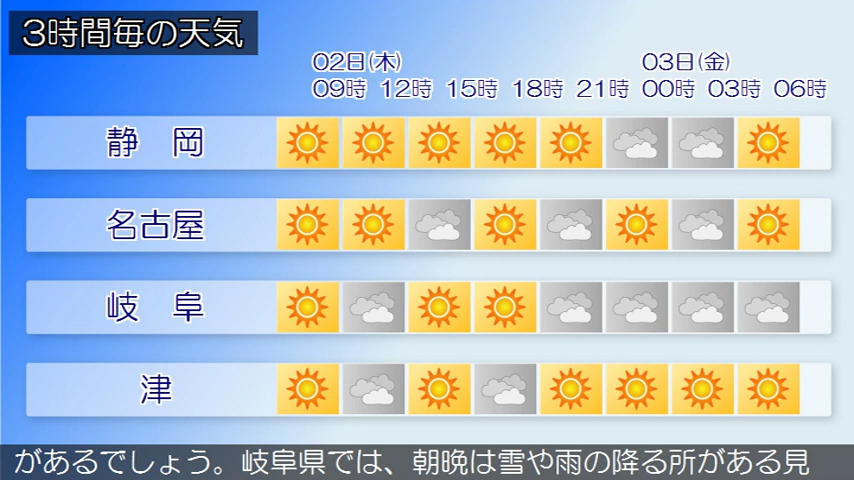 3時間毎の天気
02日(木) 03日(金)
09時 12時 15時 18時 21時 00時 03時 06時
静 岡
名古屋
岐 阜
津
があるでしょう。岐阜県では、朝晩は雪や雨の降る所がある見